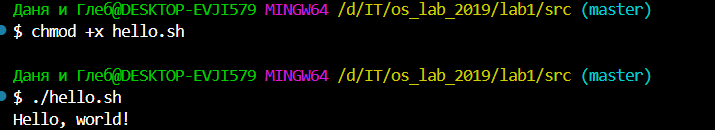 Даня и Глеб@DESKTOP-EVJI579 MINGW64 /d/IT/os_lab_2019/lab1/src (master)
$ chmod +x hello.sh
Даня и Глеб@DESKTOP-EVJI579 MINGW64 /d/IT/os_lab_2019/lab1/src (master)
$ ./hello.sh
Hello, world!